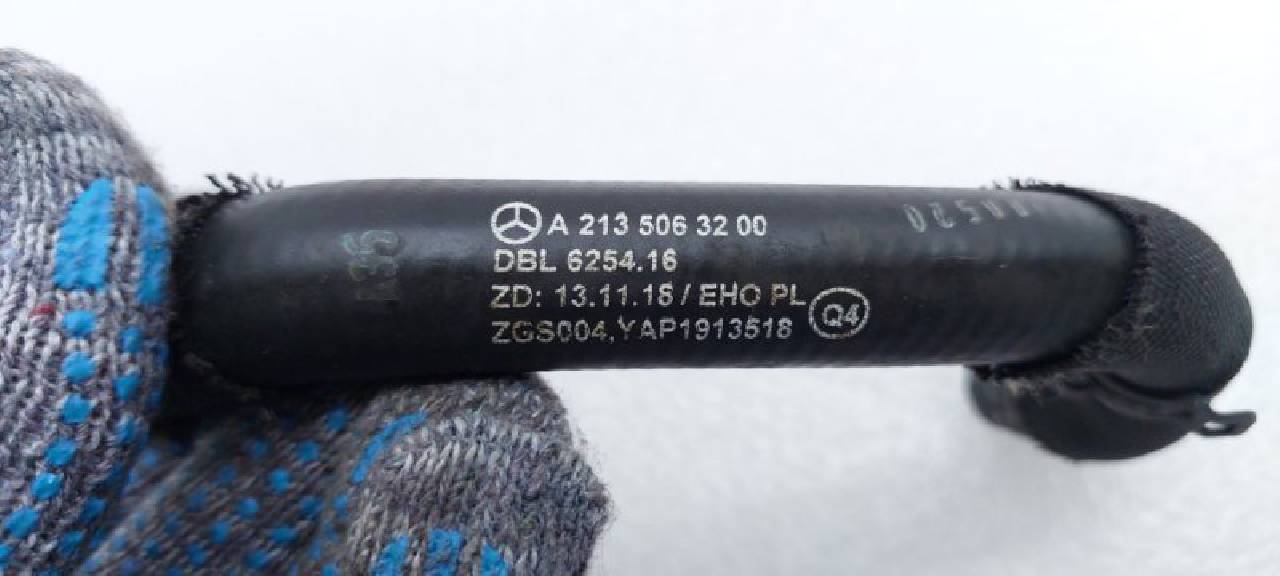 A 213 506 32 00
DBL 6254.16
ZD: 13.11.18 / EHO PL
ZGS004,YAP1913518
Q4